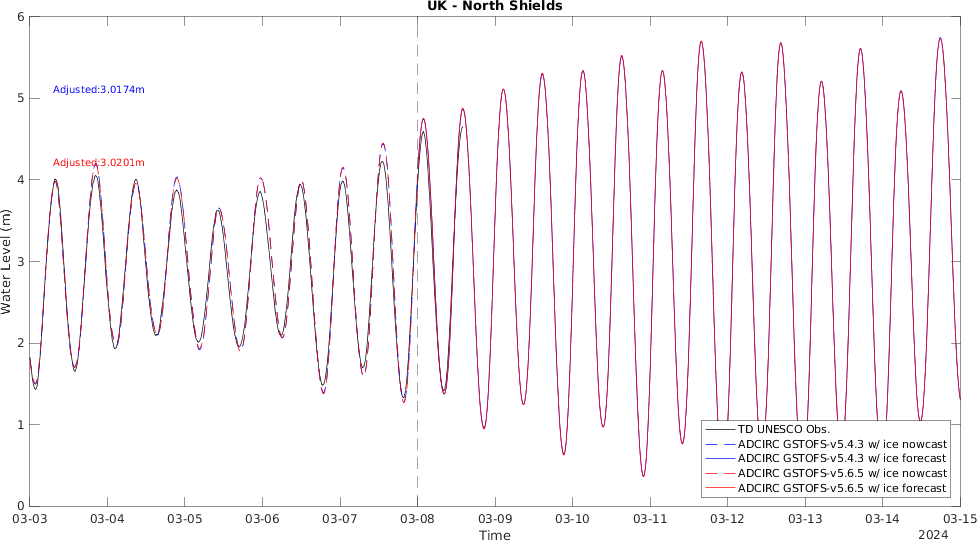 UK - North Shields
6
5
4
3
2
1
0
Water Level (m)
Adjusted:3.0174m
Adjusted:3.0201m
TD UNESCO Obs.
ADCIRC GSTOFS-v5.4.3 w/ ice nowcast
ADCIRC GSTOFS-v5.4.3 w/ ice forecast
ADCIRC GSTOFS-v5.6.5 w/ ice nowcast
ADCIRC GSTOFS-v5.6.5 w/ ice forecast
03-03 03-04 03-05 03-06 03-07 03-08 03-09 03-10 03-11 03-12 03-13 03-14 03-15
Time
2024